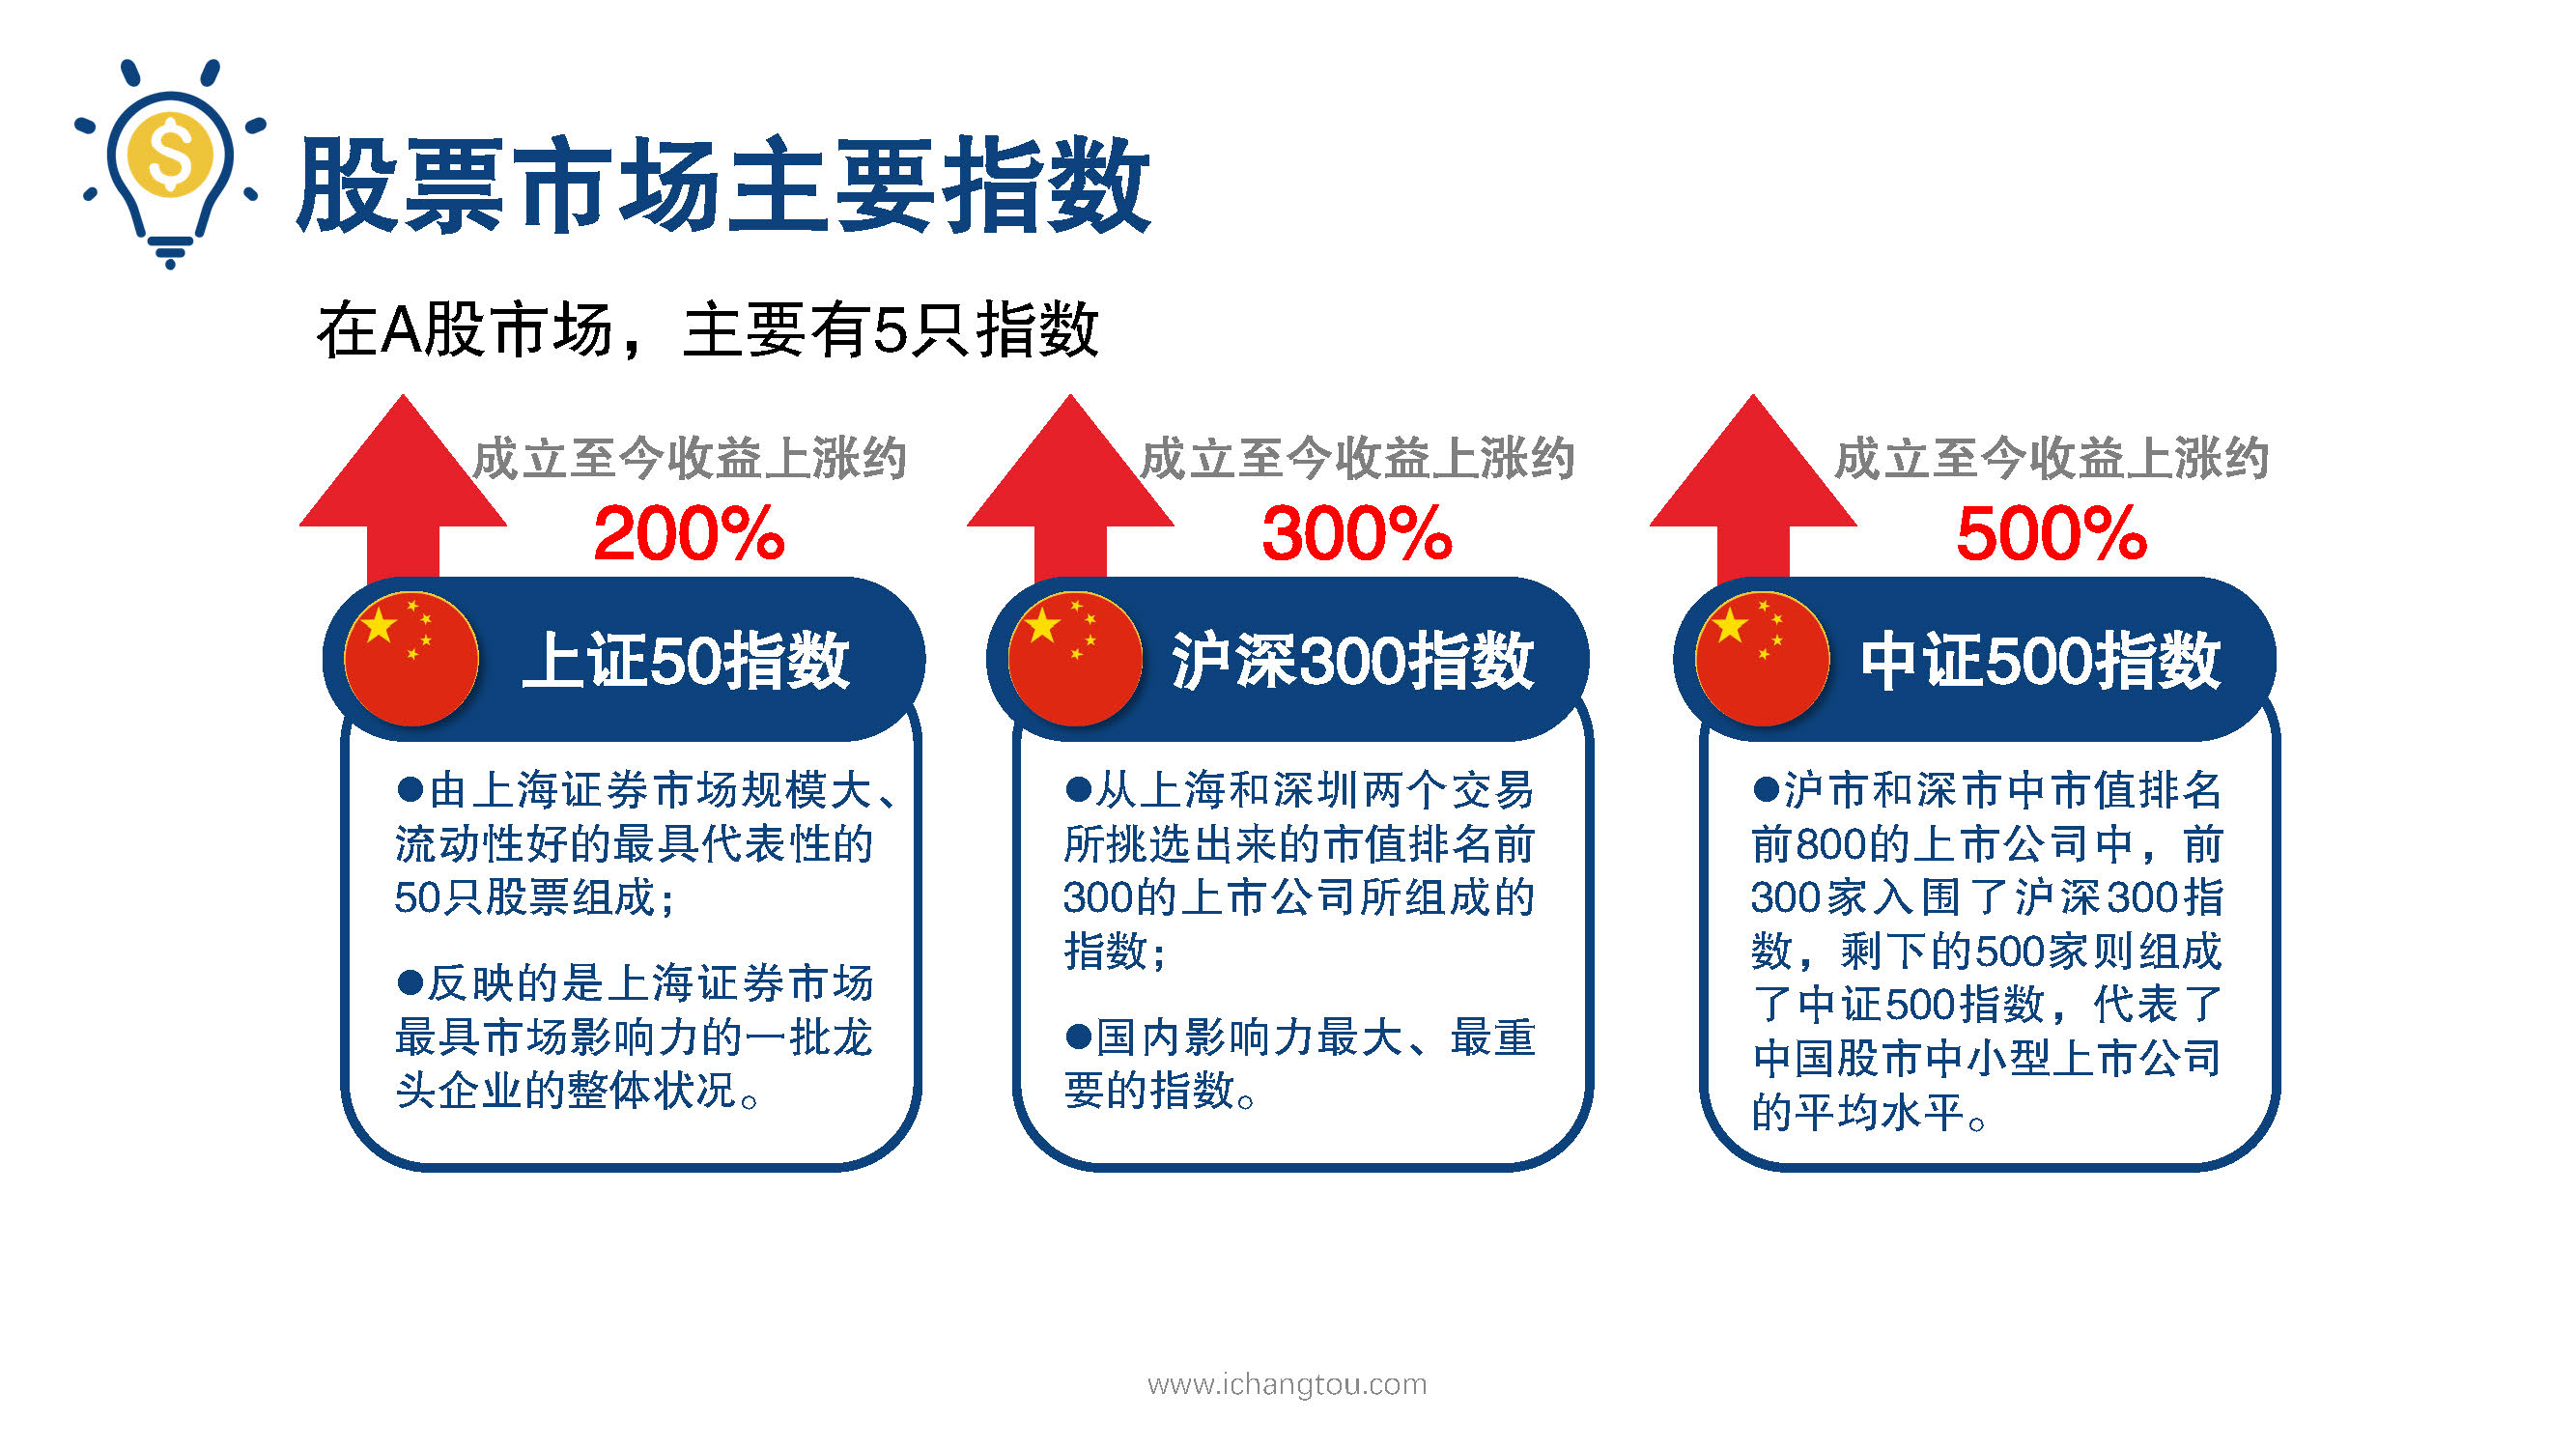 股票市场主要指数
在A股市场，主要有5只指数
成立至今收益上涨约
200%
上证50指数
●由上海证券市场规模大、
流动性好的最具代表性的
50只股票组成；
●反映的是上海证券市场
最具市场影响力的一批龙
头企业的整体状况。
成立至今收益上涨约
300%
沪深300指数
●从上海和深圳两个交易
所挑选出来的市值排名前
300的上市公司所组成的
指数；
●国内影响力最大、最重
要的指数。
成立至今收益上涨约
500%
中证500指数
●沪市和深市中市值排名
前800的上市公司中，前
300家入围了沪深300指
数，剩下的500家则组成
了中证500指数，代表了
中国股市中小型上市公司
的平均水平。
www.ichangtou.com